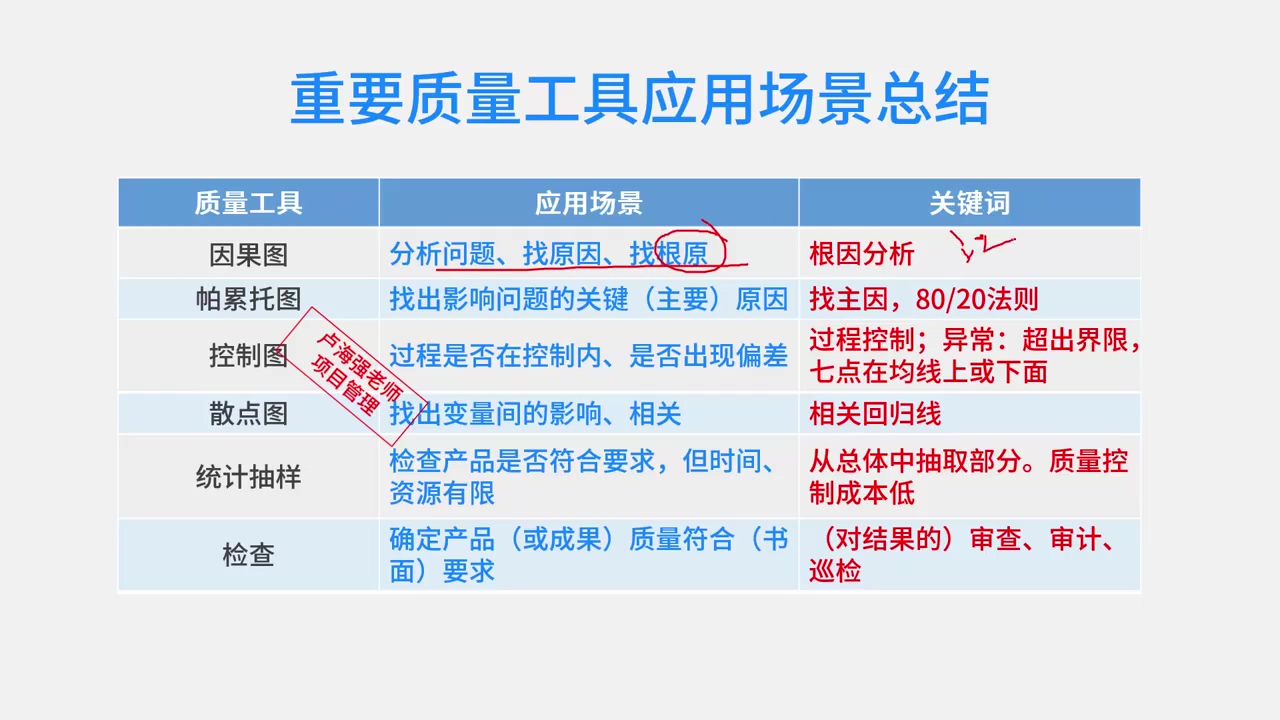 重要质量工具应用场景总结
质量工具
应用场景
关键词
因果图
分析问题、找原因、找根原
根因分析
帕累托图
找出影响问题的关键（主要）原因
找主因，80/20法则
控制图
过程是否在控制内、是否出现偏差
过程控制；异常：超出界限，
七点在均线上或下面
卢海强老师
项目管理
散点图
找出变量间的影响、相关
相关回归线
统计抽样
检查产品是否符合要求，但时间、
资源有限
从总体中抽取部分。质量控
制成本低
检查
确定产品（或成果）质量符合（书
面）要求
（对结果的）审查、审计、
巡检